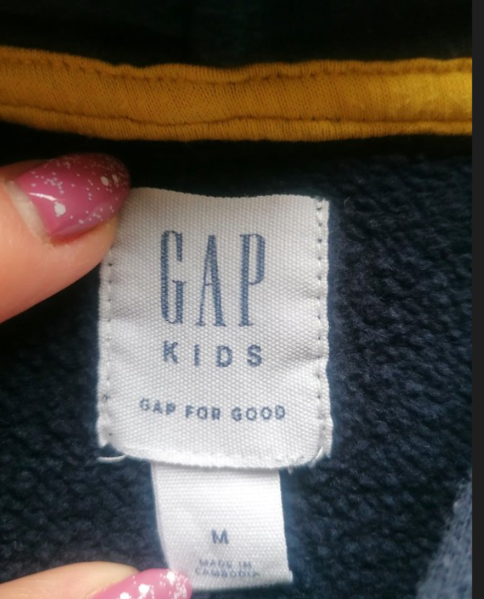 GAP
KIDS
GAP FOR GOOD
M
MADE IN
CAMBODIA